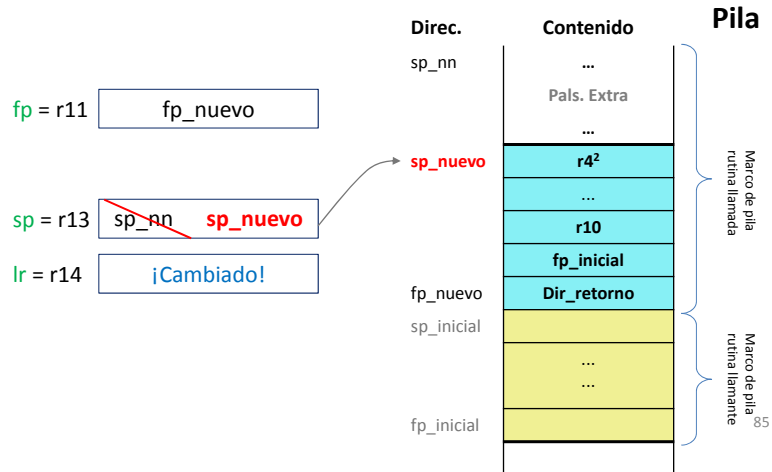 Pila
Direc. Contenido
sp_nn ...
Pals. Extra
...
fp = r11 fp_nuevo
sp_nuevo r4²
...
sp = r13 sp_nn sp_nuevo
r10
lr = r14 ¡Cambiado!
fp_inicial
fp_nuevo Dir_retorno
sp_inicial
...
...
fp_inicial
Marco de pila
rutina llamada
Marco de pila
rutina llamante
85